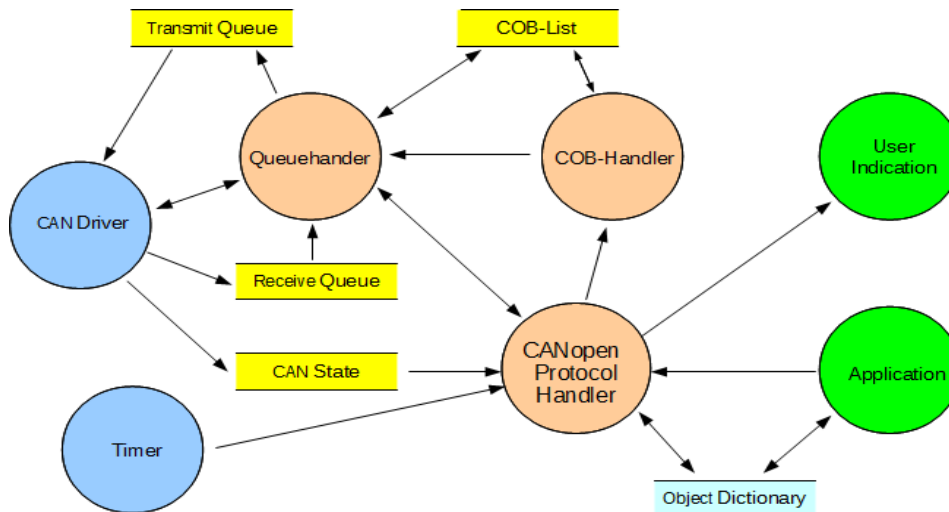 Transmit Queue
COB-List
Queuehander
COB-Handler
User
Indication
CAN Driver
Receive Queue
CANopen
Protocol
Handler
CAN State
Application
Timer
Object Dictionary